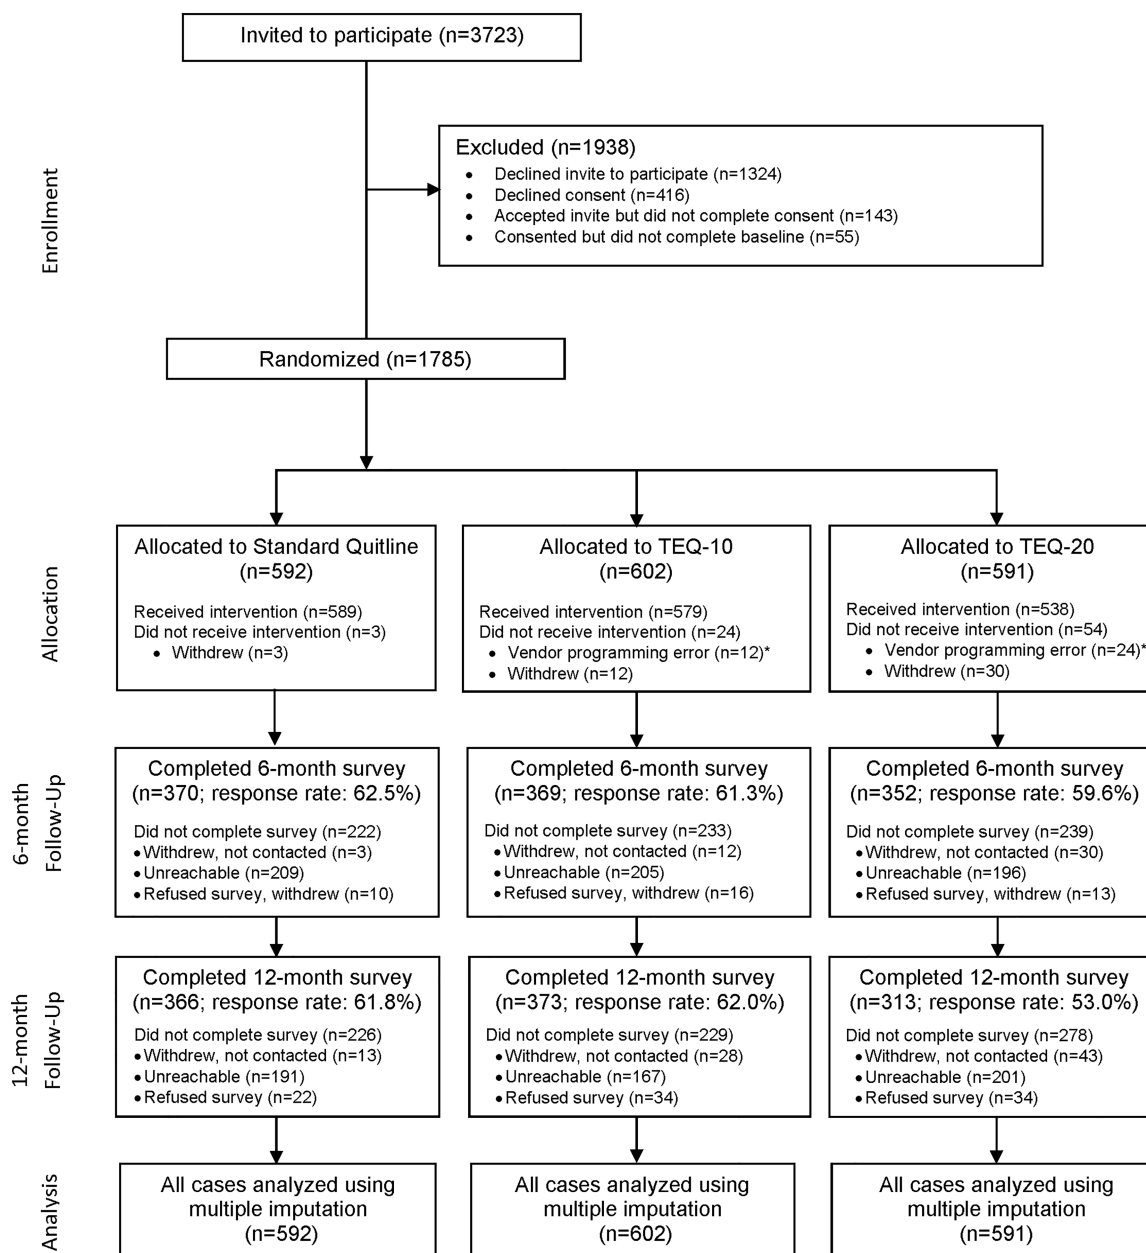 Invited to participate (n=3723)
Enrollment
Excluded (n=1938)
• Declined invite to participate (n=1324)
• Declined consent (n=416)
• Accepted invite but did not complete consent (n=143)
• Consented but did not complete baseline (n=55)
Randomized (n=1785)
Allocation
Allocated to Standard Quitline
(n=592)
Received intervention (n=589)
Did not receive intervention (n=3)
• Withdrew (n=3)
Allocated to TEQ-10
(n=602)
Received intervention (n=579)
Did not receive intervention (n=24)
• Vendor programming error (n=12)*
• Withdrew (n=12)
Allocated to TEQ-20
(n=591)
Received intervention (n=538)
Did not receive intervention (n=54)
• Vendor programming error (n=24)*
• Withdrew (n=30)
6-month
Follow-Up
Completed 6-month survey
(n=370; response rate: 62.5%)
Did not complete survey (n=222)
• Withdrew, not contacted (n=3)
• Unreachable (n=209)
• Refused survey, withdrew (n=10)
Completed 6-month survey
(n=369; response rate: 61.3%)
Did not complete survey (n=233)
• Withdrew, not contacted (n=12)
• Unreachable (n=205)
• Refused survey, withdrew (n=16)
Completed 6-month survey
(n=352; response rate: 59.6%)
Did not complete survey (n=239)
• Withdrew, not contacted (n=30)
• Unreachable (n=196)
• Refused survey, withdrew (n=13)
12-month
Follow-Up
Completed 12-month survey
(n=366; response rate: 61.8%)
Did not complete survey (n=226)
• Withdrew, not contacted (n=13)
• Unreachable (n=191)
• Refused survey (n=22)
Completed 12-month survey
(n=373; response rate: 62.0%)
Did not complete survey (n=229)
• Withdrew, not contacted (n=28)
• Unreachable (n=167)
• Refused survey (n=34)
Completed 12-month survey
(n=313; response rate: 53.0%)
Did not complete survey (n=278)
• Withdrew, not contacted (n=43)
• Unreachable (n=201)
• Refused survey (n=34)
Analysis
All cases analyzed using
multiple imputation
(n=592)
All cases analyzed using
multiple imputation
(n=602)
All cases analyzed using
multiple imputation
(n=591)